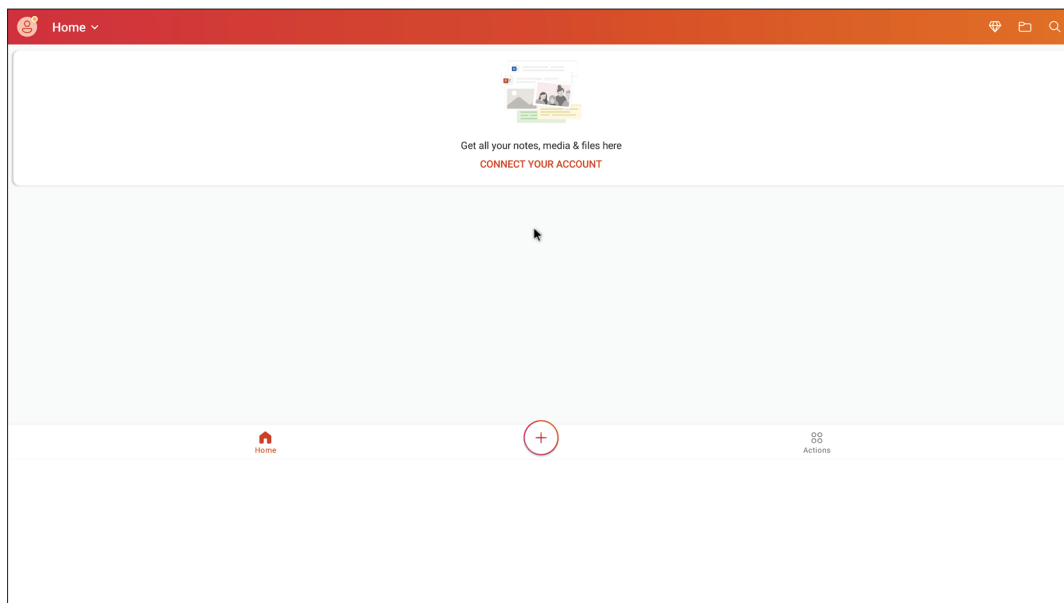 Home
Get all your notes, media & files here
CONNECT YOUR ACCOUNT
Home
Actions